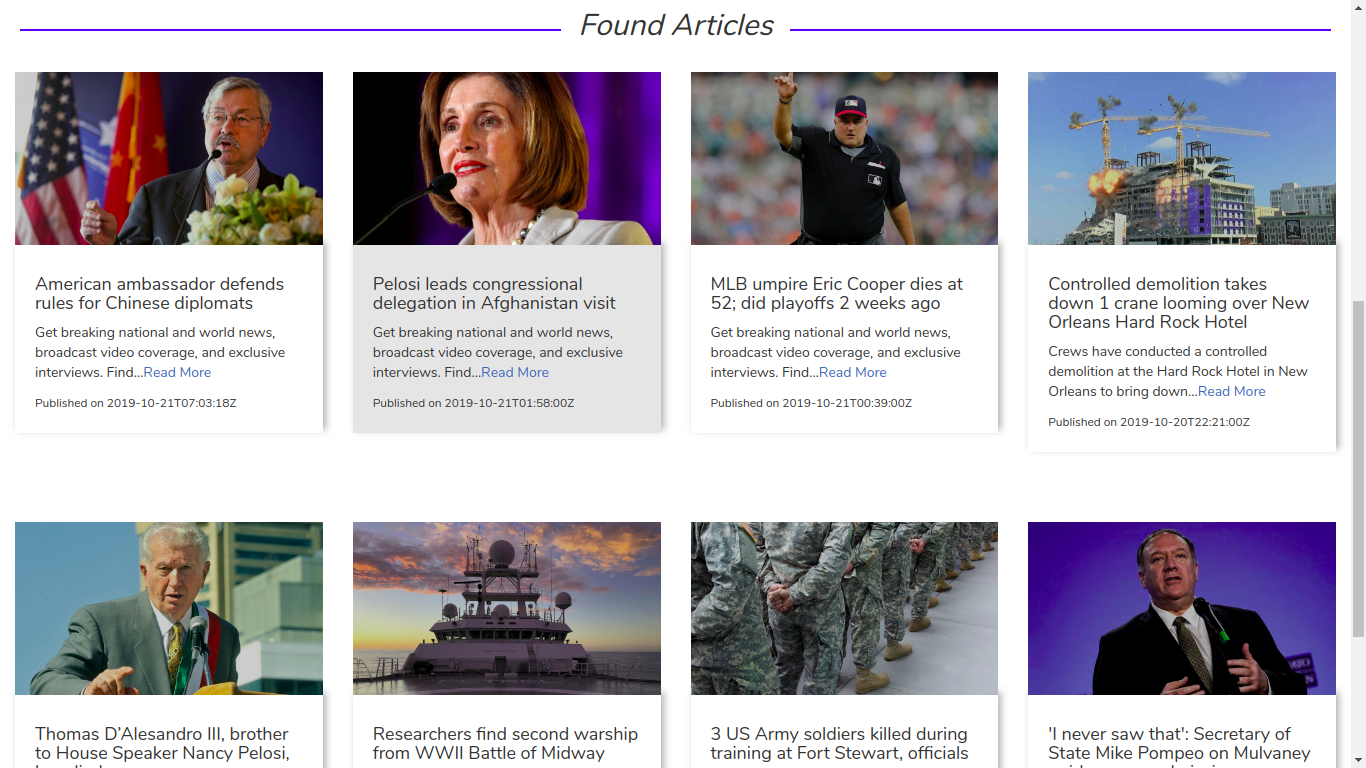 Found Articles
American ambassador defends
rules for Chinese diplomats
Get breaking national and world news,
broadcast video coverage, and exclusive
interviews. Find...Read More
Published on 2019-10-21T07:03:18Z
Pelosi leads congressional
delegation in Afghanistan visit
Get breaking national and world news,
broadcast video coverage, and exclusive
interviews. Find...Read More
Published on 2019-10-21T01:58:00Z
MLB umpire Eric Cooper dies at
52; did playoffs 2 weeks ago
Get breaking national and world news,
broadcast video coverage, and exclusive
interviews. Find...Read More
Published on 2019-10-21T00:39:00Z
Controlled demolition takes
down 1 crane looming over New
Orleans Hard Rock Hotel
Crews have conducted a controlled
demolition at the Hard Rock Hotel in New
Orleans to bring down...Read More
Published on 2019-10-20T22:21:00Z
Thomas D’Alesandro III, brother
to House Speaker Nancy Pelosi,
Researchers find second warship
from WWII Battle of Midway
3 US Army soldiers killed during
training at Fort Stewart, officials
'I never saw that': Secretary of
State Mike Pompeo on Mulvaney